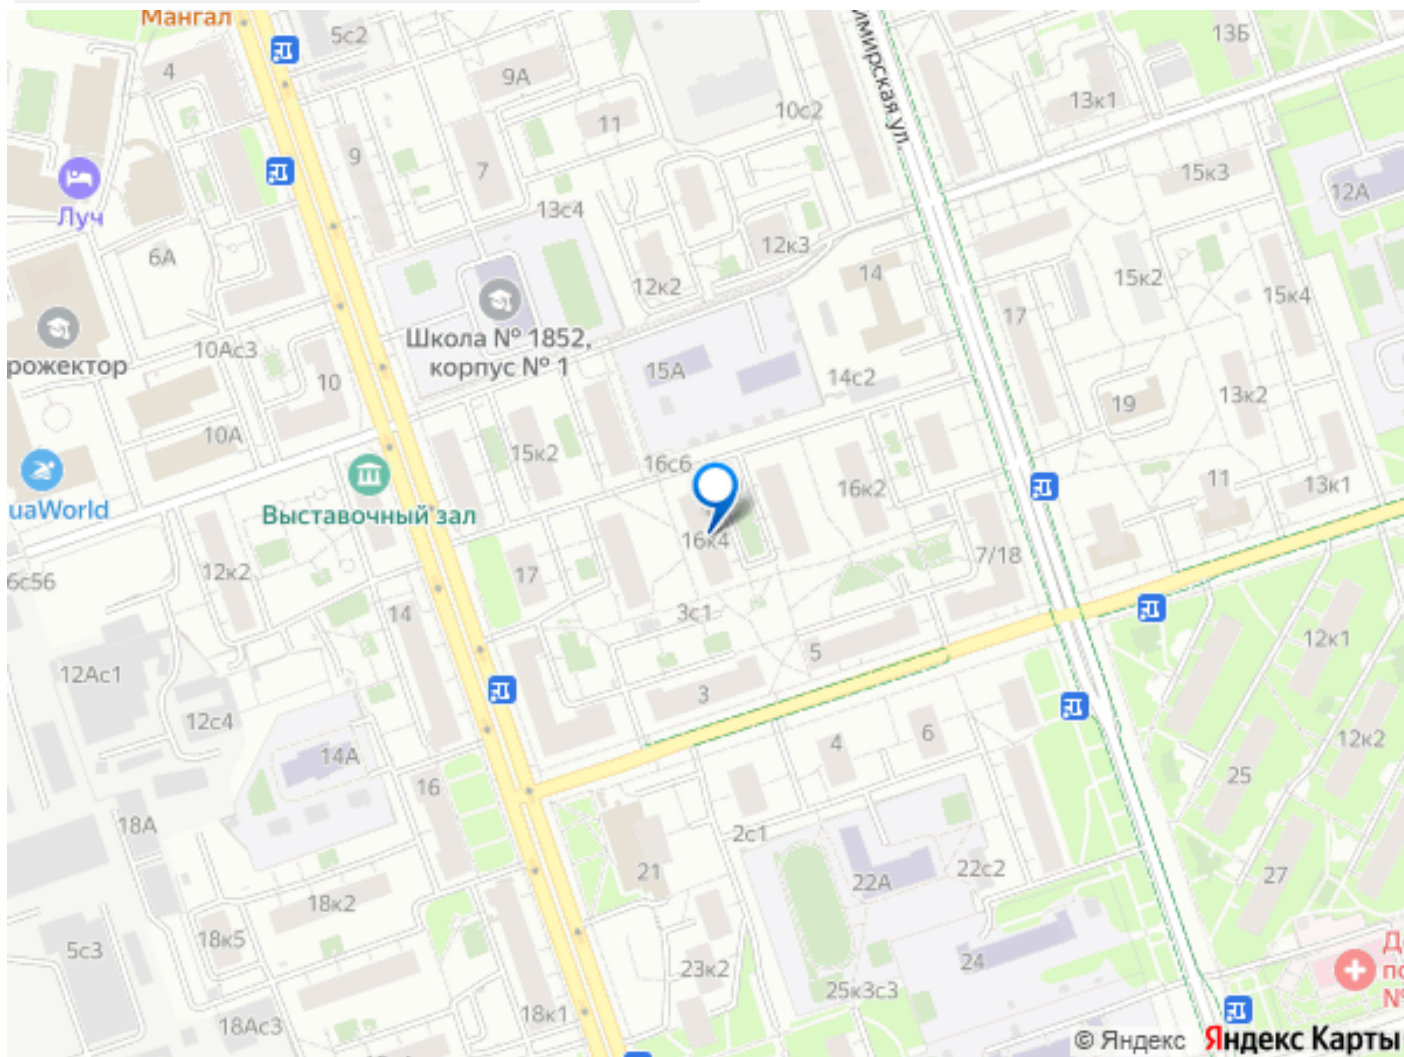 Мангал
5с2
4
9А
13Б
13к1
10с2
11
9
7
имирская ул.
15к3
12А
Луч
13с4
12к3
6А
14
15к2
12к2
15к4
17
Школа № 1852,
корпус № 1
10Ас3
рожектор
15А
14с2
10
13к2
19
10А
15к2
16с6
16к2
11
13к1
uaWorld
Выставочный зал
16к4
7/18
6с56
12к2
17
14
3с1
12к1
5
12Ас1
3
12с4
6
4
12к2
14А
25
16
18А
2с1
21
22А
22с2
27
18к2
5с3
18к5
23к2
24
Д
по
№
25к3с3
18Ас3
18к1
© Яндекс Яндекс Карты